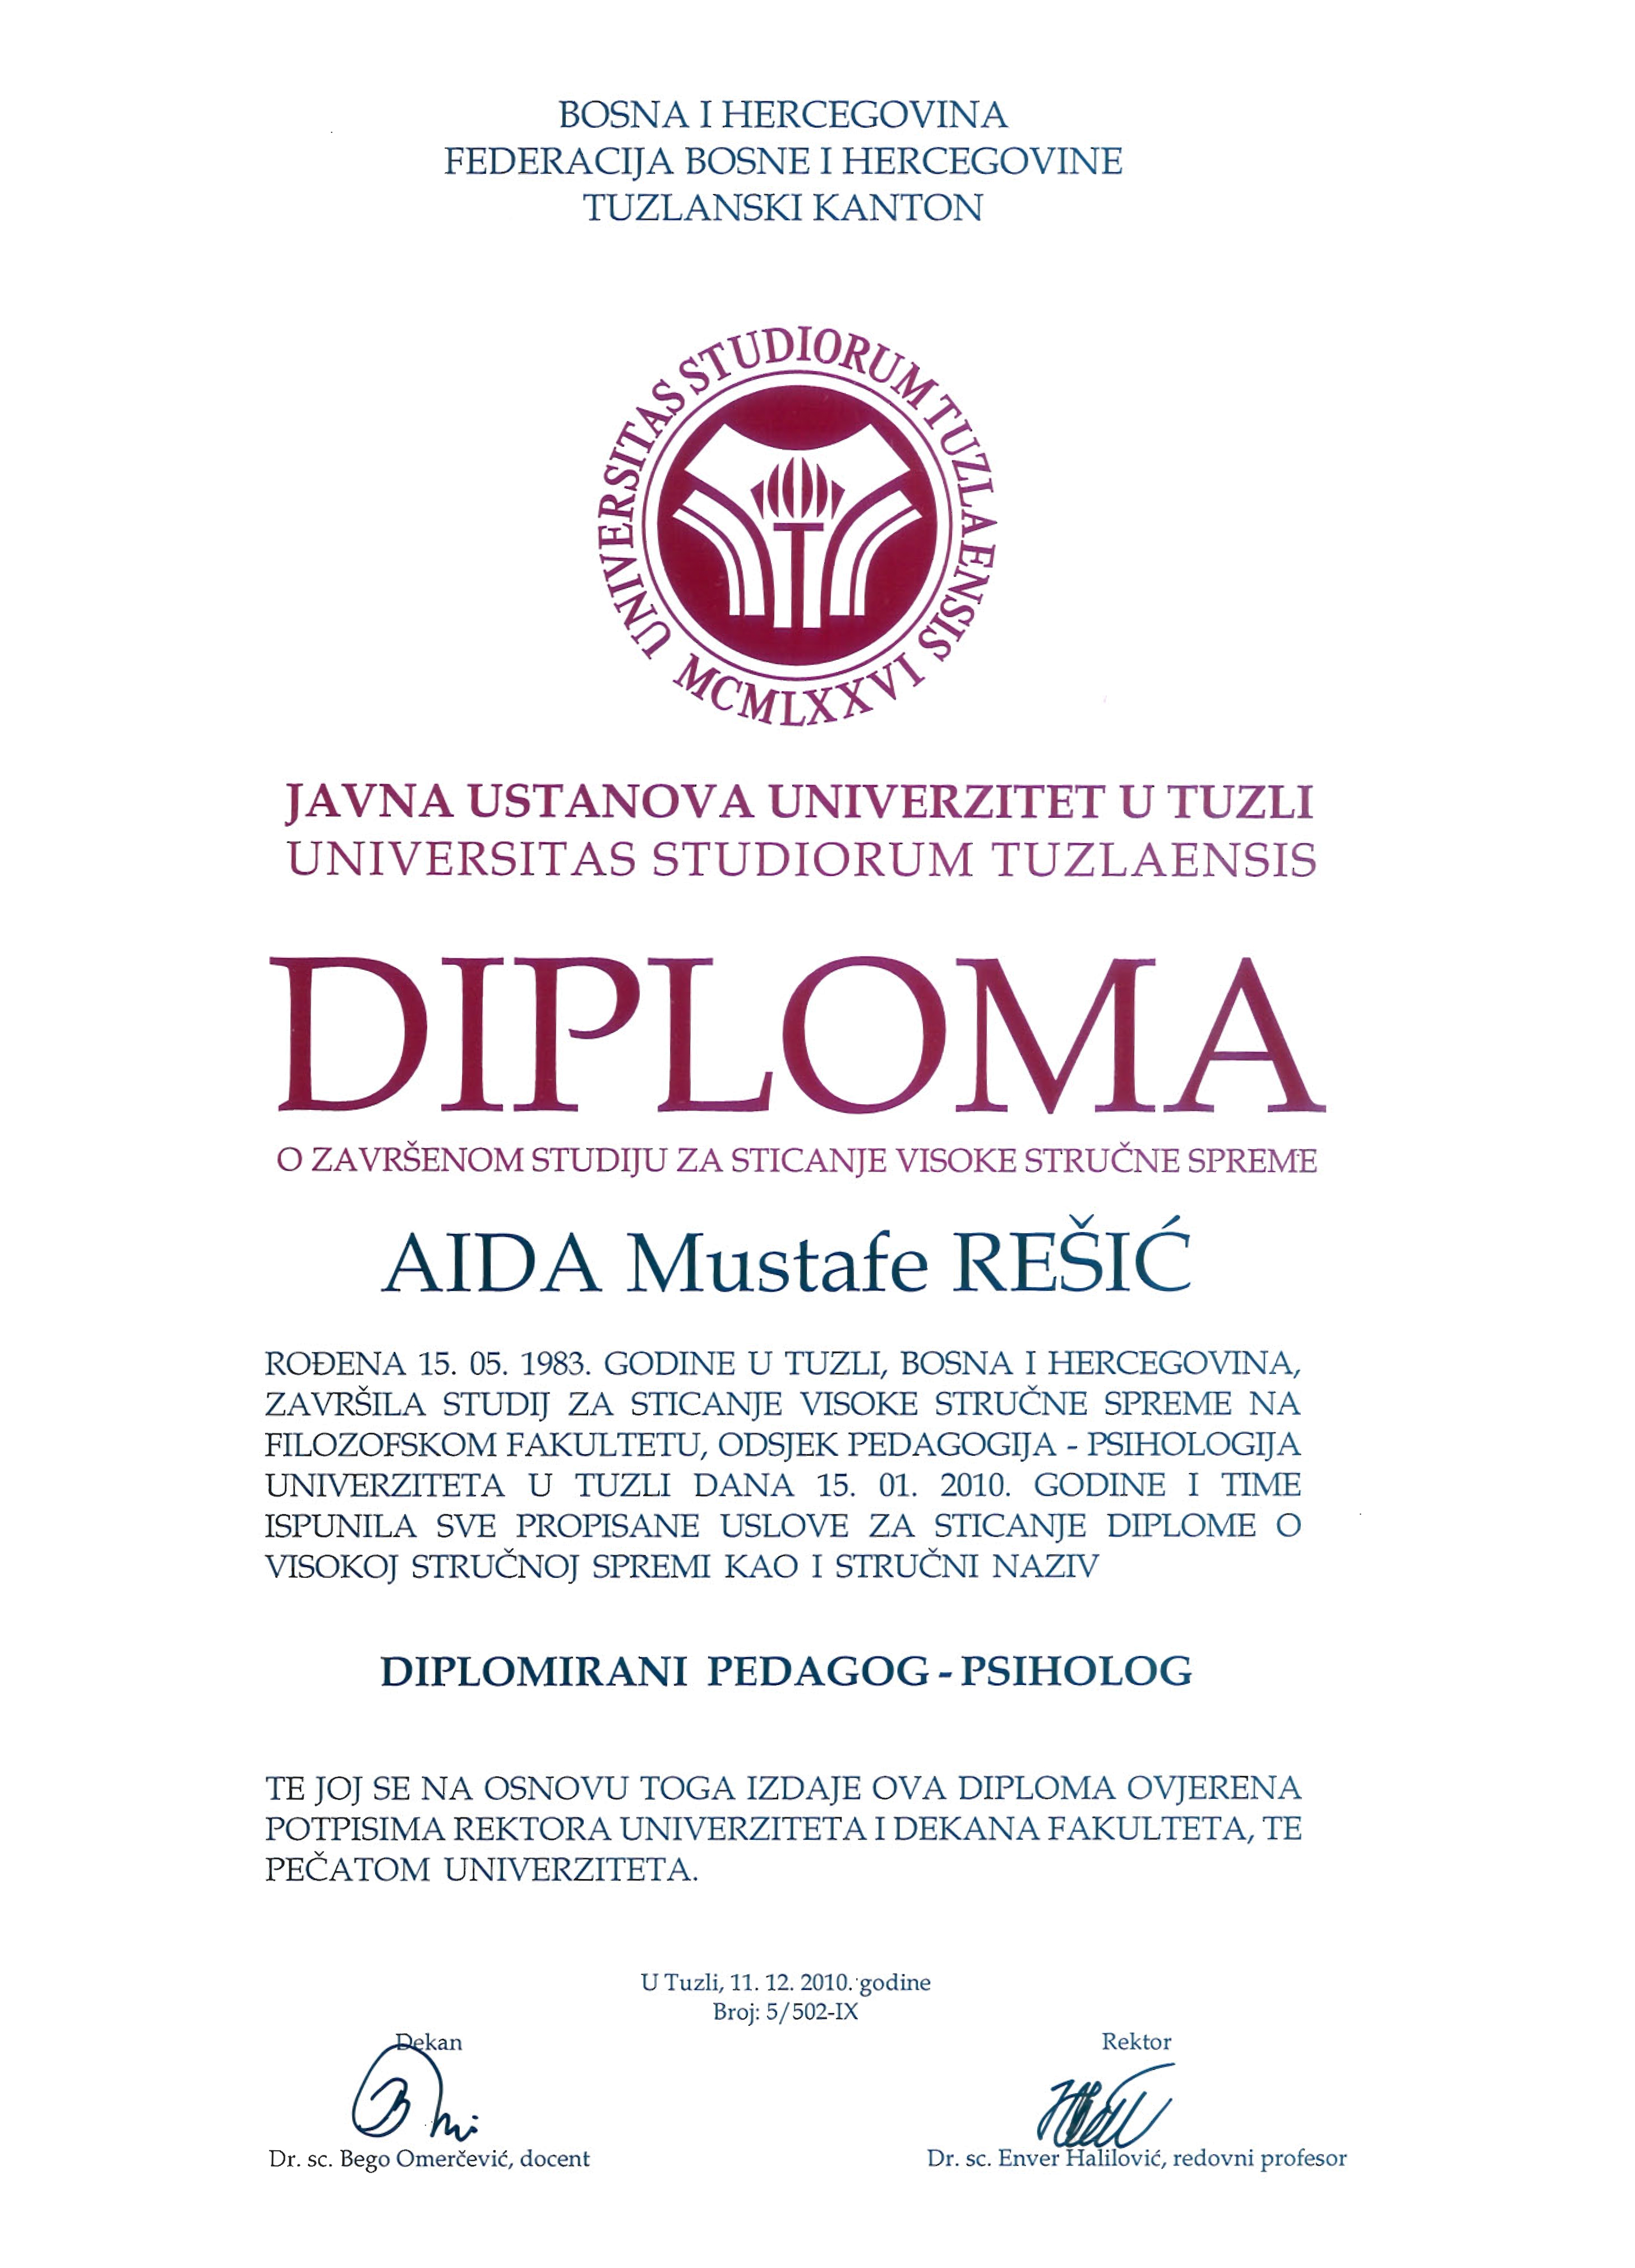 BOSNA I HERCEGOVINA
FEDERACIJA BOSNE I HERCEGOVINE
TUZLANSKI KANTON
UNIVERSITAS STUDIORUM TUZLAENSIS
MCMLXXVI
JAVNA USTANOVA UNIVERZITET U TUZLI
UNIVERSITAS STUDIORUM TUZLAENSIS
DIPLOMA
O ZAVRŠENOM STUDIJU ZA STICANJE VISOKE STRUČNE SPREME
AIDA Mustafe REŠIĆ
ROĐENA 15. 05. 1983. GODINE U TUZLI, BOSNA I HERCEGOVINA,
ZAVRŠILA STUDIJ ZA STICANJE VISOKE STRUČNE SPREME NA
FILOZOFSKOM FAKULTETU, ODSJEK PEDAGOGIJA - PSIHOLOGIJA
UNIVERZITETA U TUZLI DANA 15. 01. 2010. GODINE I TIME
ISPUNILA SVE PROPISANE USLOVE ZA STICANJE DIPLOME O
VISOKOJ STRUČNOJ SPREMI KAO I STRUČNI NAZIV
DIPLOMIRANI PEDAGOG - PSIHOLOG
TE JOJ SE NA OSNOVU TOGA IZDAJE OVA DIPLOMA OVJERENA
POTPISIMA REKTORA UNIVERZITETA I DEKANA FAKULTETA, TE
PEČATOM UNIVERZITETA.
U Tuzli, 11. 12. 2010. godine
Broj: 5/502-IX
Dekan
Rektor
Dr. sc. Bego Omerčević, docent
Dr. sc. Enver Halilović, redovni profesor